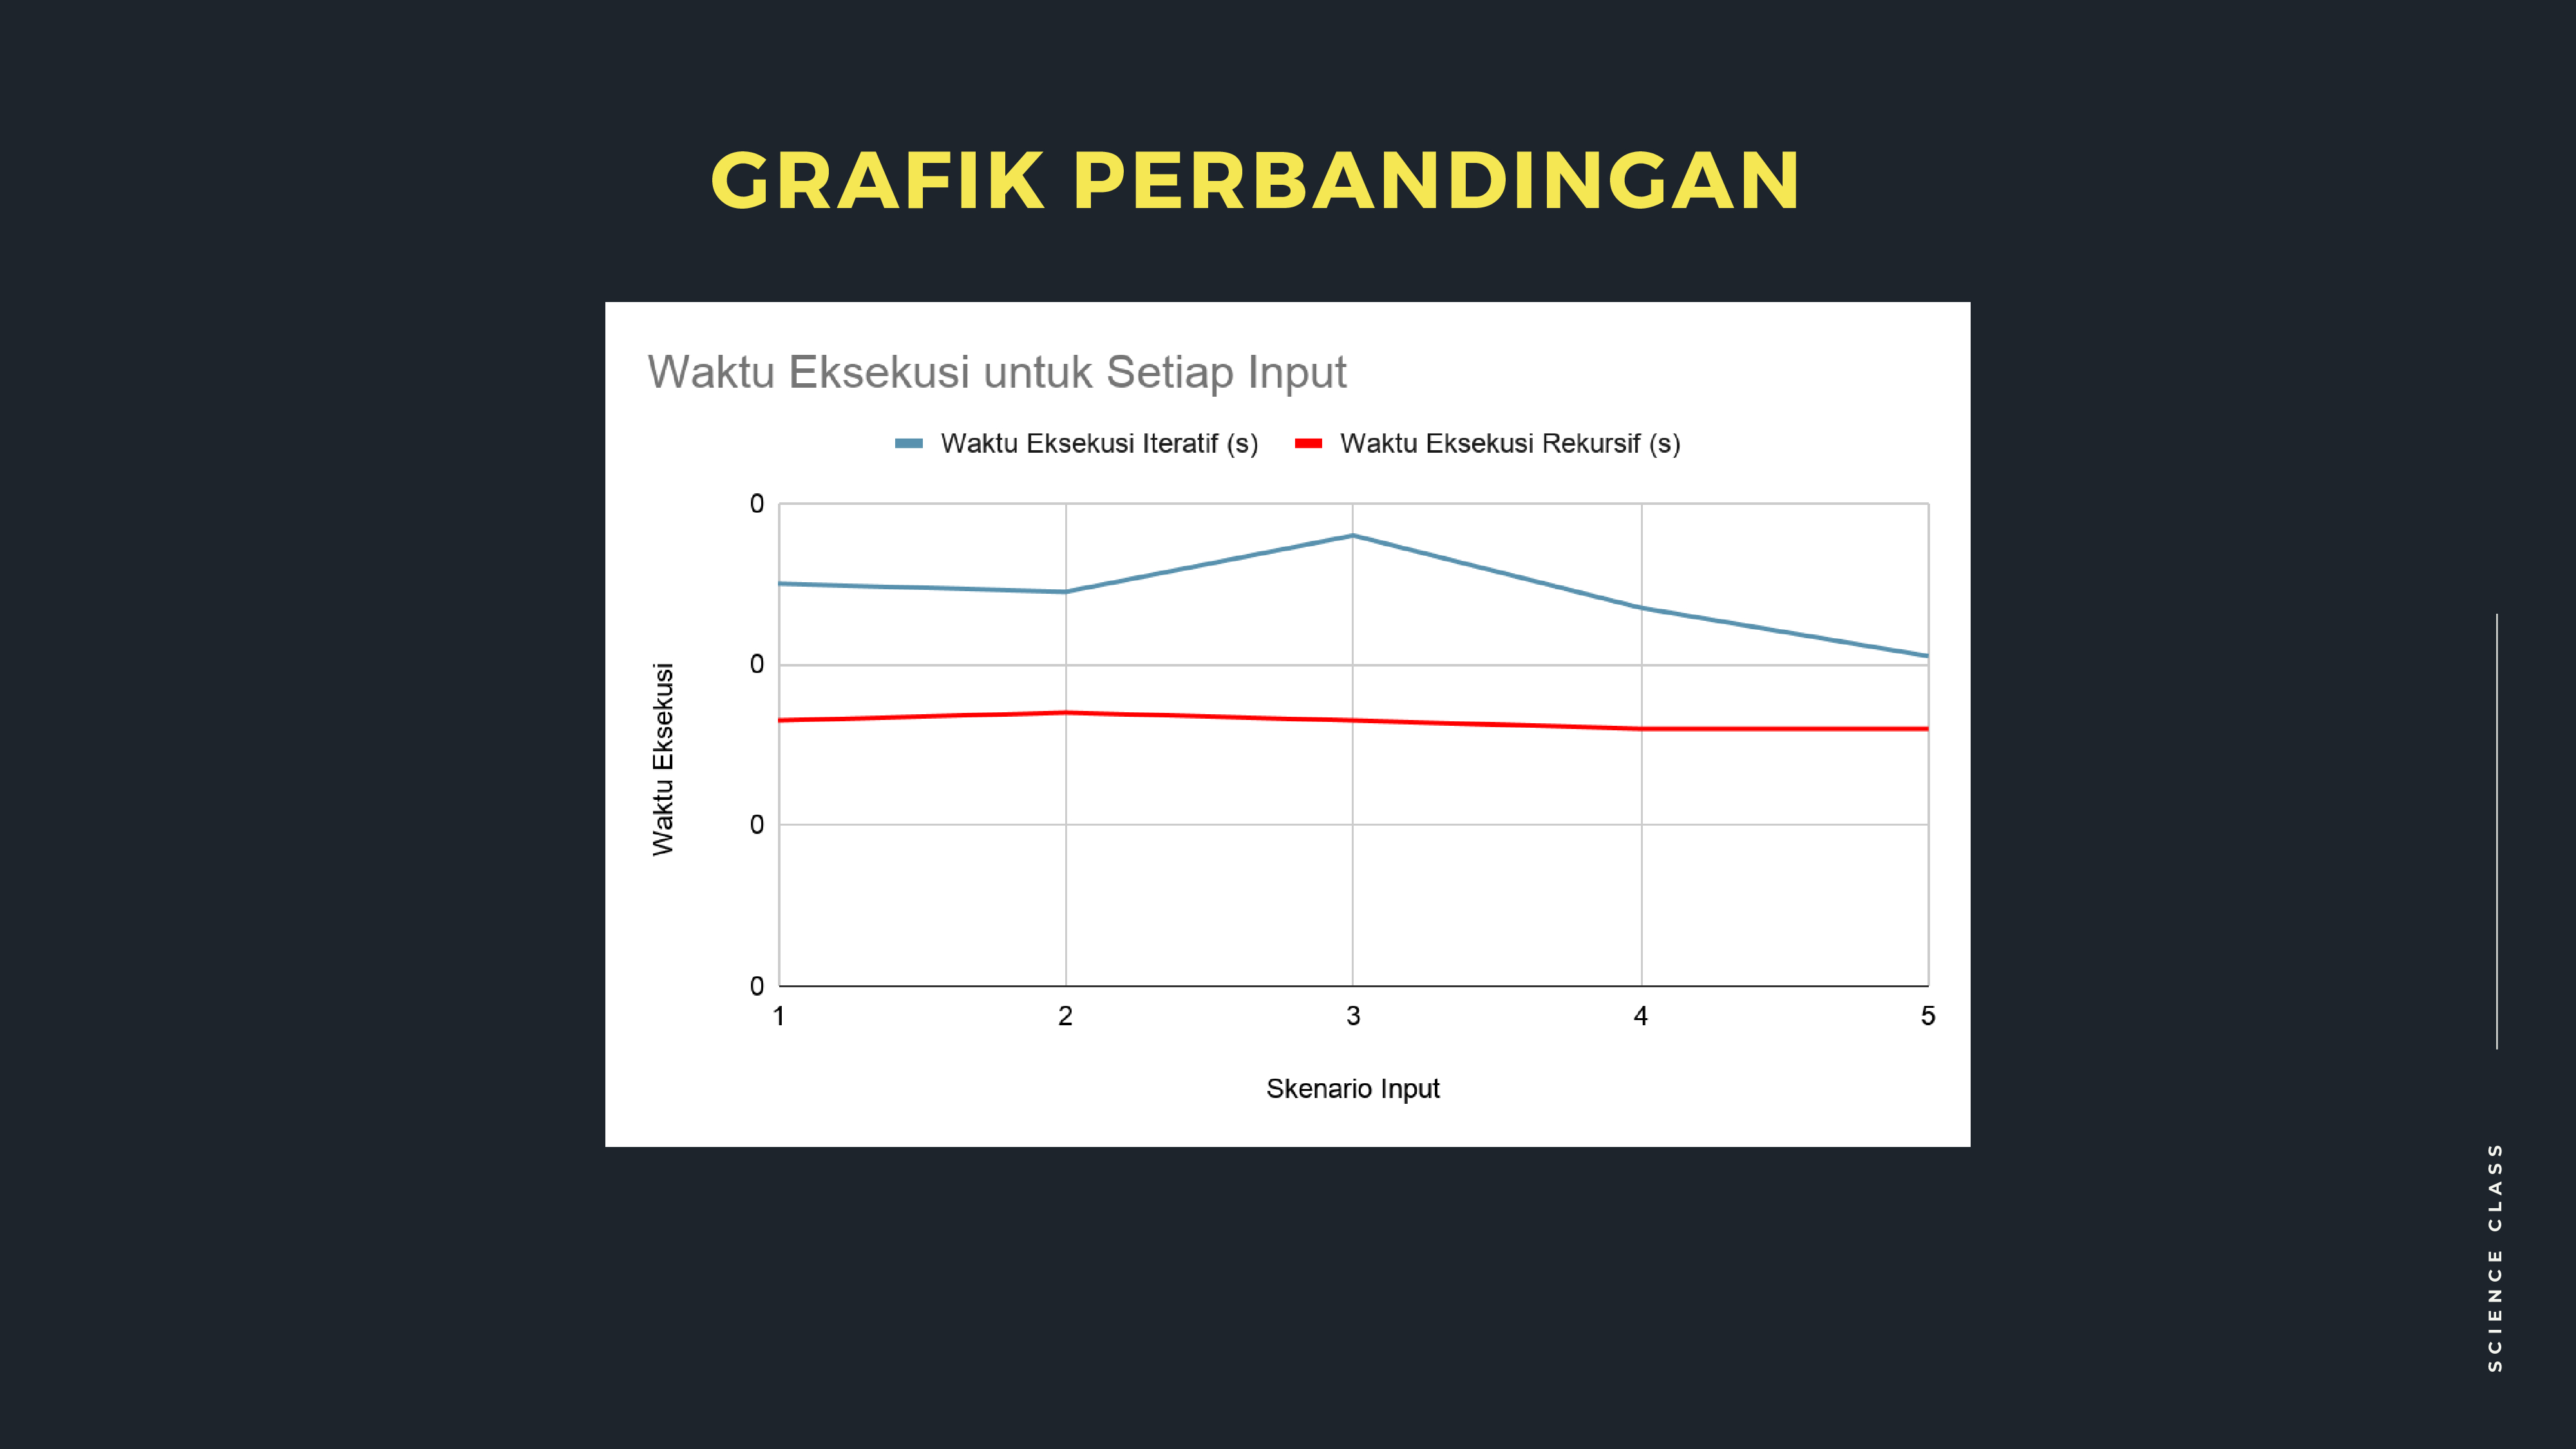 GRAFIK PERBANDINGAN
Waktu Eksekusi untuk Setiap Input
Waktu Eksekusi Iteratif (s)
Waktu Eksekusi Rekursif (s)
0
0
0
0
Waktu Eksekusi
1 2 3 4 5
Skenario Input
SCIENCE CLASS